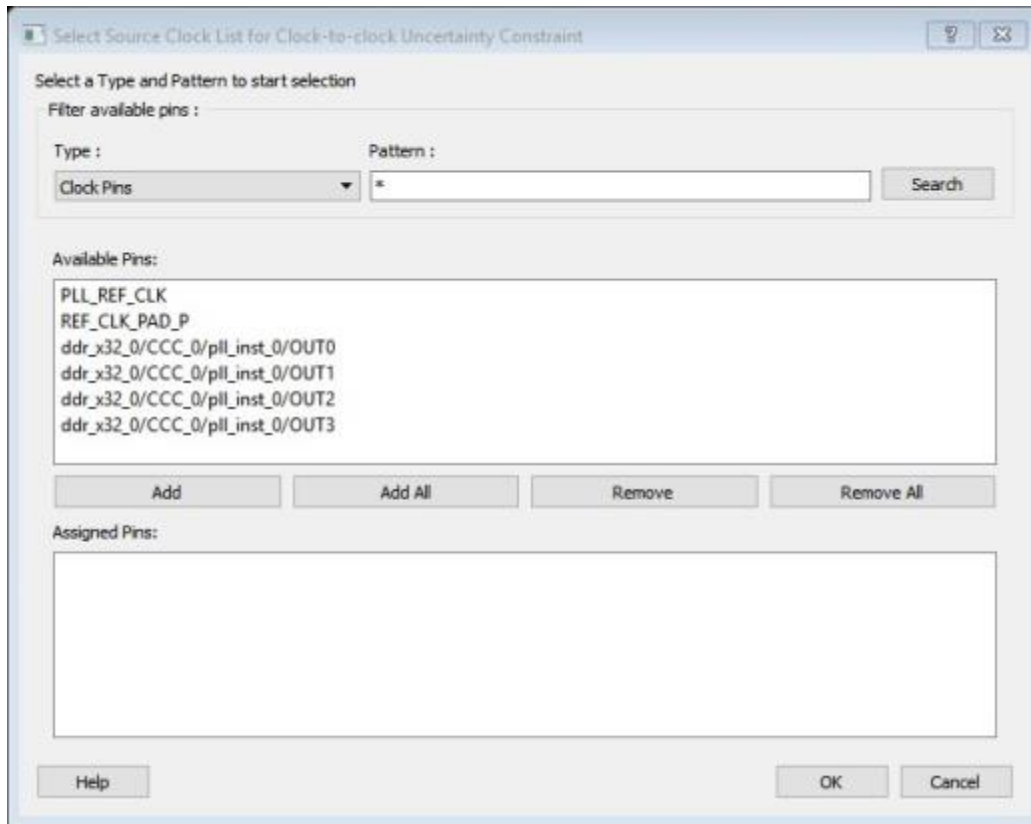 Select Source Clock List for Clock-to-clock Uncertainty Constraint
Select a Type and Pattern to start selection
Filter available pins :
Type : Pattern :
Clock Pins * Search
Available Pins:
PLL_REF_CLK
REF_CLK_PAD_P
ddr_x32_0/CCC_0/pll_inst_0/OUT0
ddr_x32_0/CCC_0/pll_inst_0/OUT1
ddr_x32_0/CCC_0/pll_inst_0/OUT2
ddr_x32_0/CCC_0/pll_inst_0/OUT3
Add Add All Remove Remove All
Assigned Pins:
Help OK Cancel